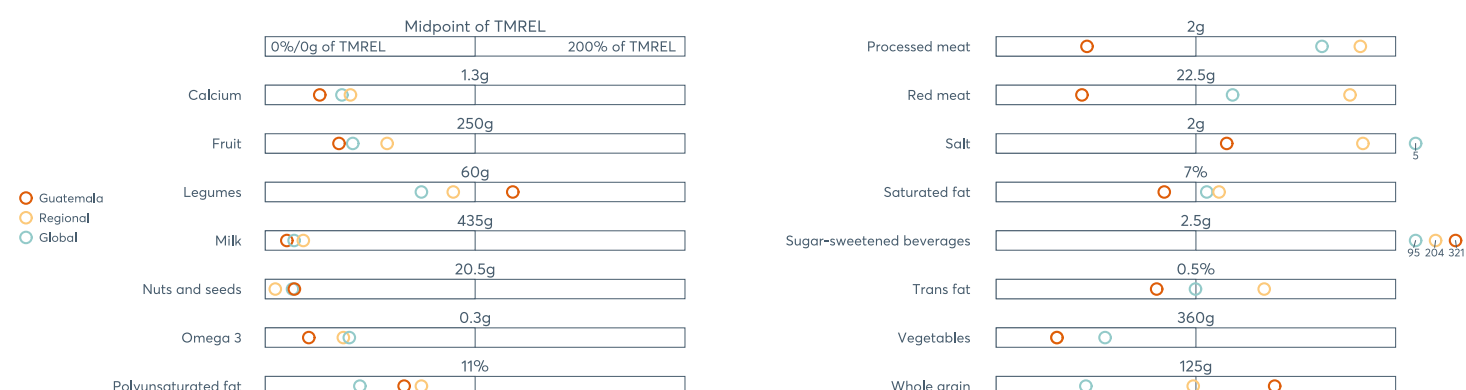 Midpoint of TMREL
0%/0g of TMREL
200% of TMREL
1.3g
Calcium
250g
Fruit
60g
Legumes
435g
Milk
20.5g
Nuts and seeds
0.3g
Omega 3
11%
Polyunsaturated fat
Guatemala
Regional
Global
2g
Processed meat
22.5g
Red meat
2g
Salt
5
7%
Saturated fat
2.5g
Sugar-sweetened beverages
95 204 321
0.5%
Trans fat
360g
Vegetables
125g
Whole grain